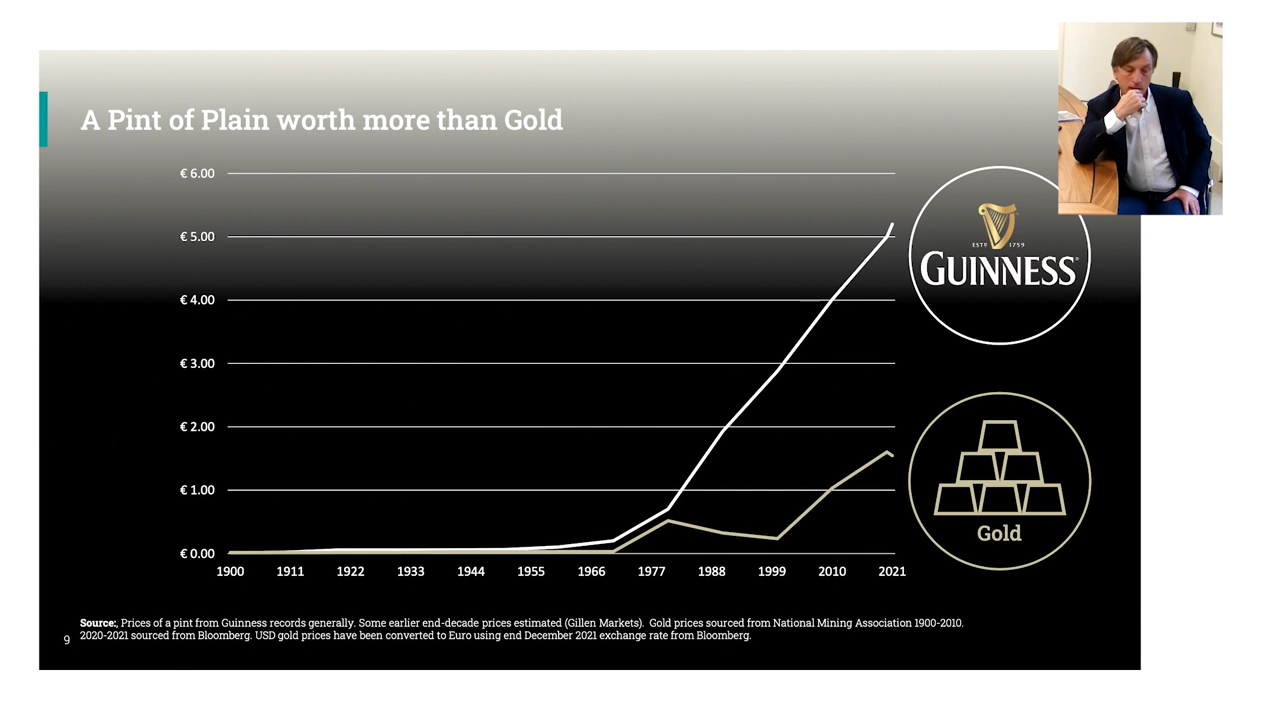 A Pint of Plain worth more than Gold
€ 6.00
€ 5.00
€ 4.00
€ 3.00
€ 2.00
€ 1.00
€ 0.00
1900 1911 1922 1933 1944 1955 1966 1977 1988 1999 2010 2021
ESTD 1759
GUINNESS
Gold
Source:, Prices of a pint from Guinness records generally. Some earlier end-decade prices estimated (Gillen Markets). Gold prices sourced from National Mining Association 1900-2010.
2020-2021 sourced from Bloomberg. USD gold prices have been converted to Euro using end December 2021 exchange rate from Bloomberg.
9